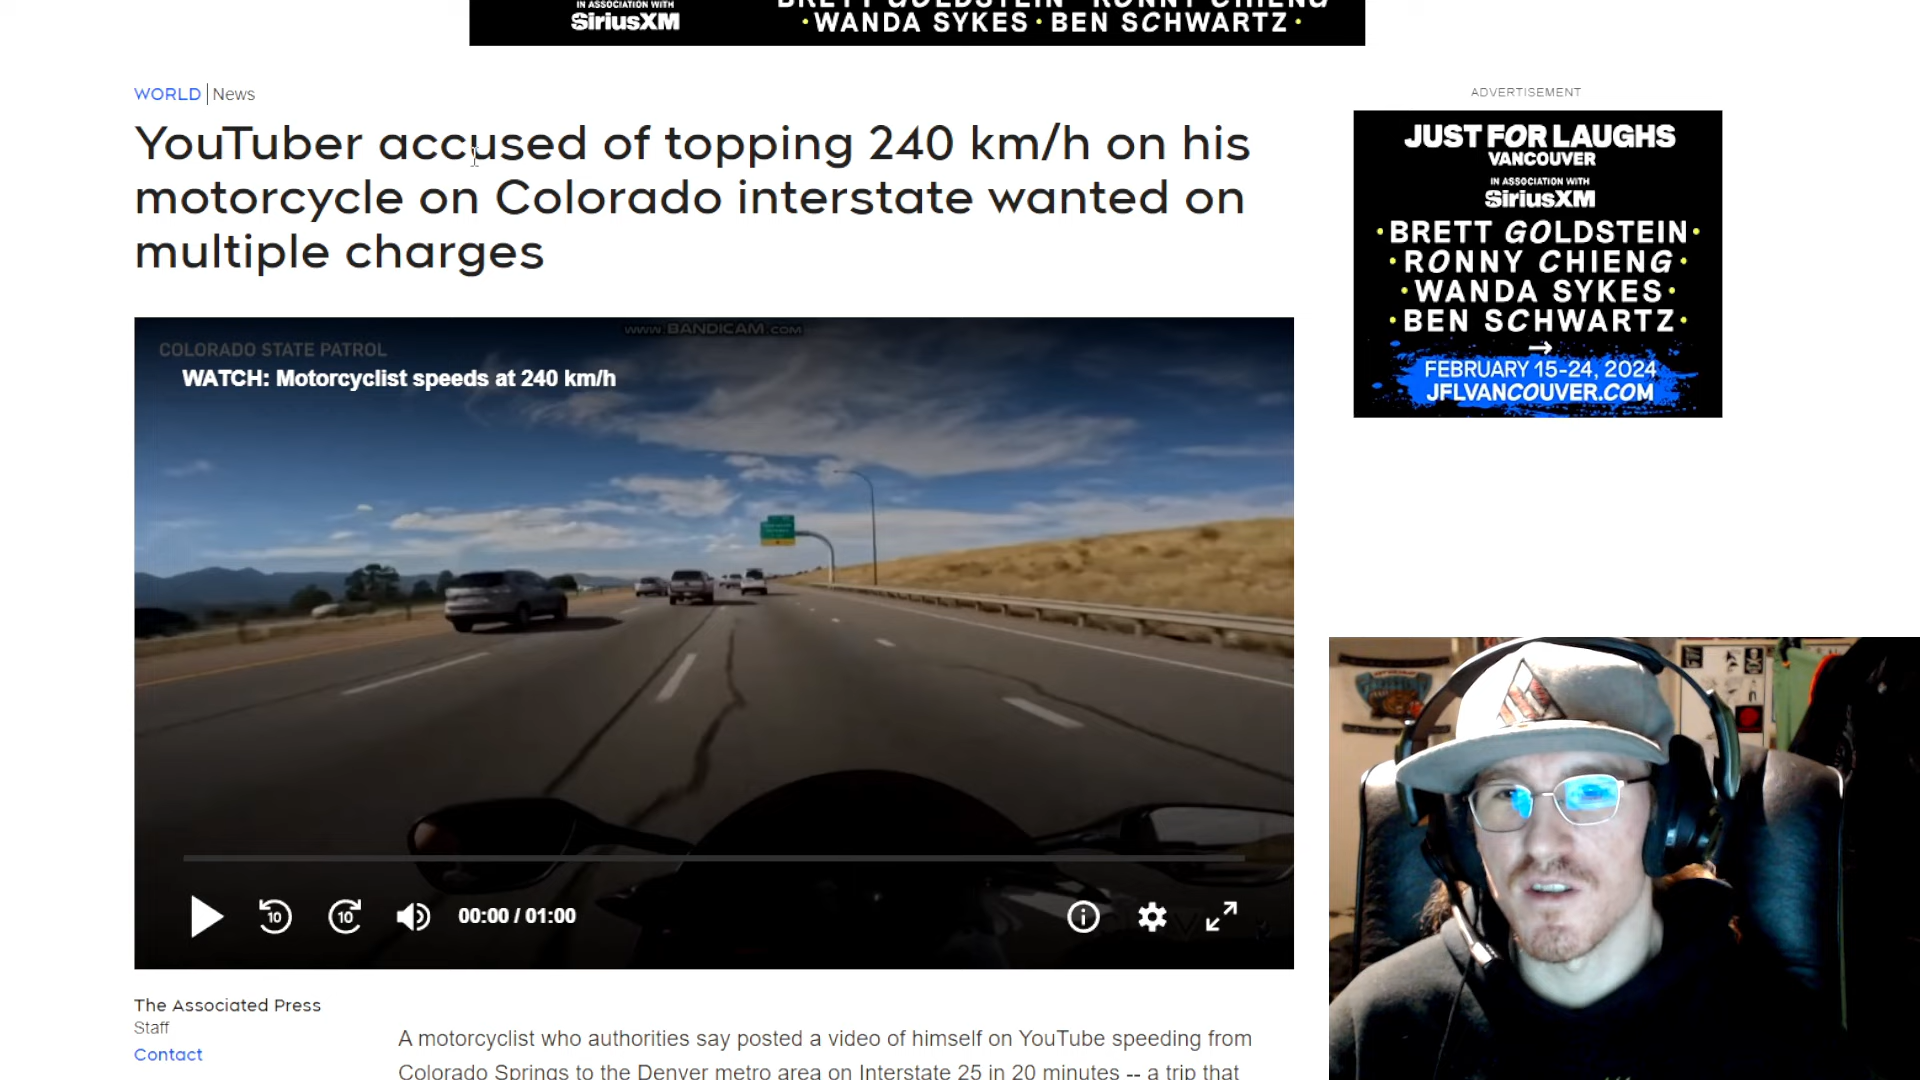 IN ASSOCIATION WITH
SiriusXM
BRETT GOLDSTEIN • RONNY CHIENG
• WANDA SYKES • BEN SCHWARTZ •
WORLD | News
YouTuber accused of topping 240 km/h on his
motorcycle on Colorado interstate wanted on
multiple charges
www.BANDICAM.com
COLORADO STATE PATROL
WATCH: Motorcyclist speeds at 240 km/h
10
10
00:00 / 01:00
The Associated Press
Staff
Contact
A motorcyclist who authorities say posted a video of himself on YouTube speeding from
Colorado Springs to the Denver metro area on Interstate 25 in 20 minutes -- a trip that
ADVERTISEMENT
JUST FOR LAUGHS
VANCOUVER
IN ASSOCIATION WITH
SiriusXM
• BRETT GOLDSTEIN •
• RONNY CHIENG •
• WANDA SYKES •
• BEN SCHWARTZ •
→
FEBRUARY 15-24, 2024
JFLVANCOUVER.COM